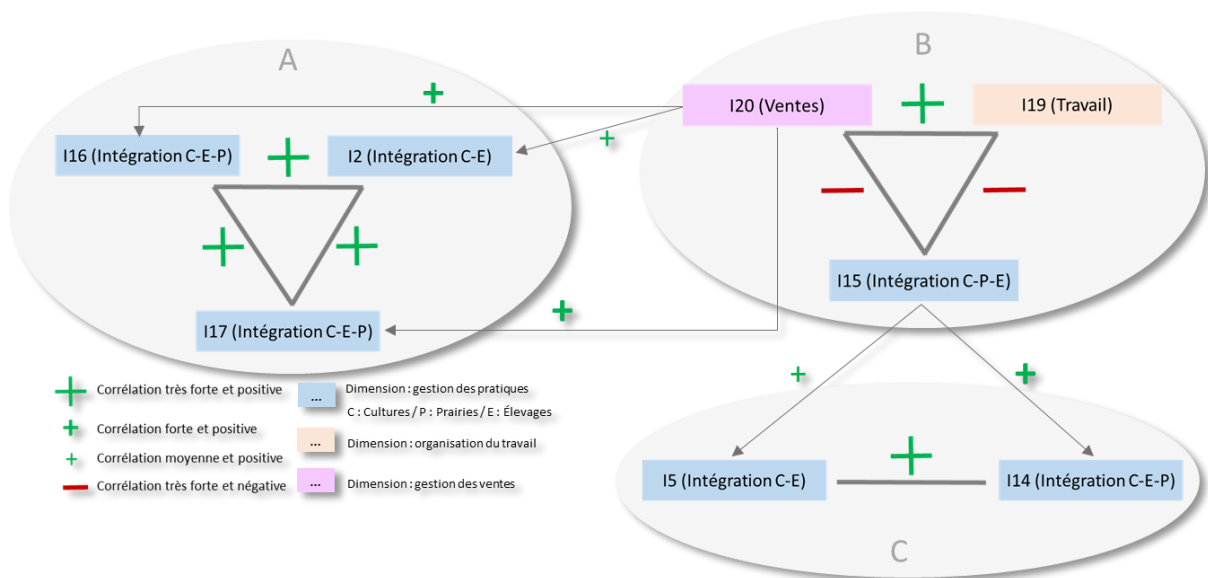 A
B
I20 (Ventes)
I19 (Travail)
I16 (Intégration C-E-P)
I2 (Intégration C-E)
I15 (Intégration C-P-E)
I17 (Intégration C-E-P)
Corrélation très forte et positive
Corrélation forte et positive
Corrélation moyenne et positive
Corrélation très forte et négative
... Dimension : gestion des pratiques
C : Cultures / P : Prairies / E : Élevages
... Dimension : organisation du travail
... Dimension : gestion des ventes
I5 (Intégration C-E)
I14 (Intégration C-E-P)
C